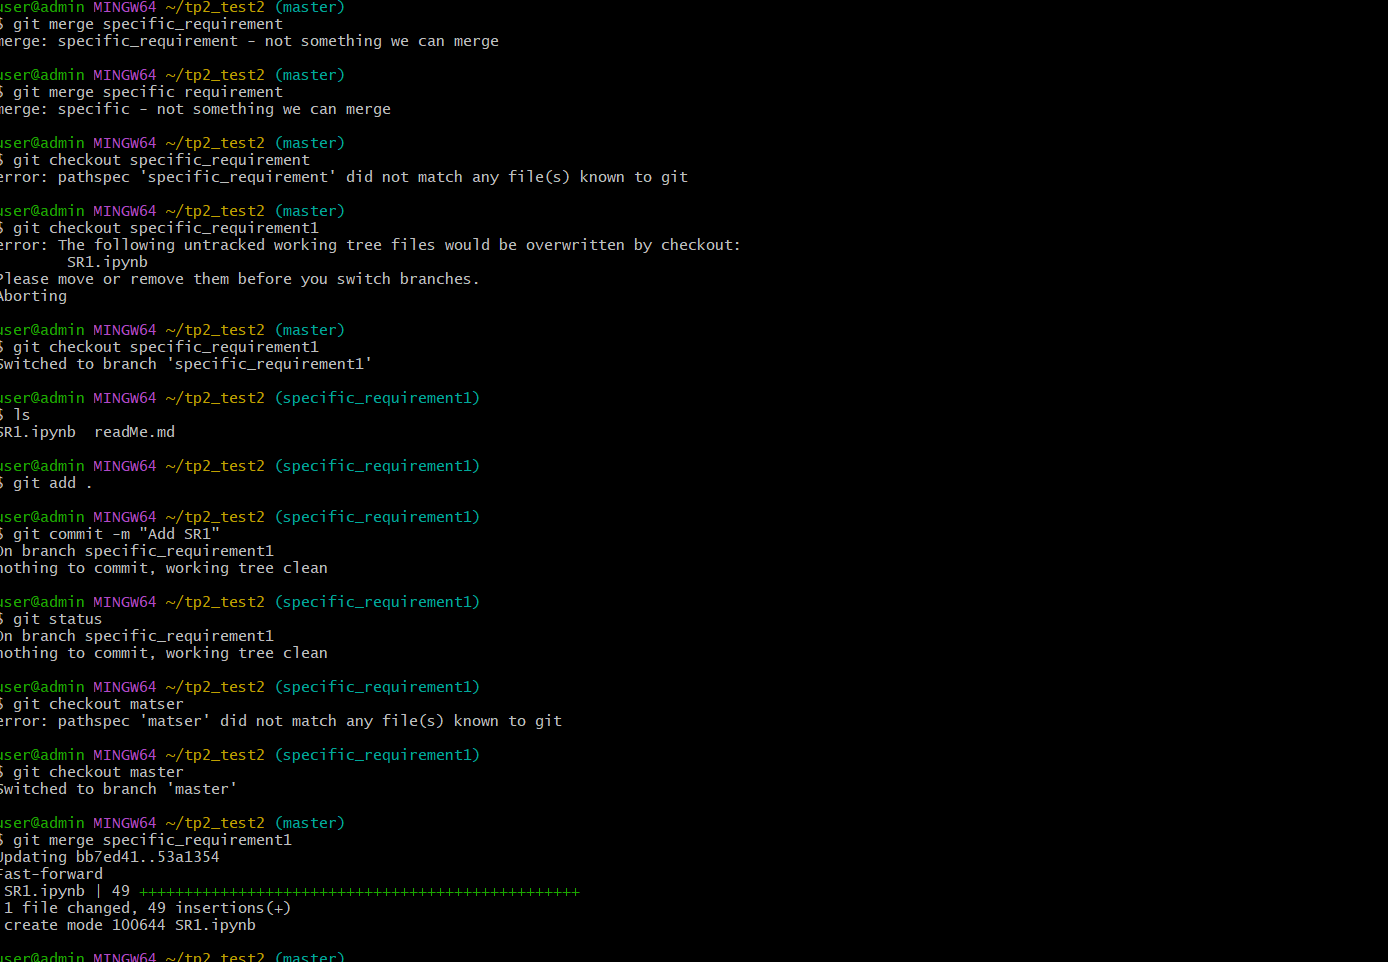 user@admin MINGW64 ~/tp2_test2 (master)
$ git merge specific_requirement
merge: specific_requirement - not something we can merge
user@admin MINGW64 ~/tp2_test2 (master)
$ git merge specific requirement
merge: specific - not something we can merge
user@admin MINGW64 ~/tp2_test2 (master)
$ git checkout specific_requirement
error: pathspec 'specific_requirement' did not match any file(s) known to git
user@admin MINGW64 ~/tp2_test2 (master)
$ git checkout specific_requirement1
error: The following untracked working tree files would be overwritten by checkout:
SR1.ipynb
Please move or remove them before you switch branches.
Aborting
user@admin MINGW64 ~/tp2_test2 (master)
$ git checkout specific_requirement1
Switched to branch 'specific_requirement1'
user@admin MINGW64 ~/tp2_test2 (specific_requirement1)
$ ls
SR1.ipynb  readMe.md
user@admin MINGW64 ~/tp2_test2 (specific_requirement1)
$ git add .
user@admin MINGW64 ~/tp2_test2 (specific_requirement1)
$ git commit -m "Add SR1"
On branch specific_requirement1
nothing to commit, working tree clean
user@admin MINGW64 ~/tp2_test2 (specific_requirement1)
$ git status
On branch specific_requirement1
nothing to commit, working tree clean
user@admin MINGW64 ~/tp2_test2 (specific_requirement1)
$ git checkout matser
error: pathspec 'matser' did not match any file(s) known to git
user@admin MINGW64 ~/tp2_test2 (specific_requirement1)
$ git checkout master
Switched to branch 'master'
user@admin MINGW64 ~/tp2_test2 (master)
$ git merge specific_requirement1
Updating bb7ed41..53a1354
Fast-forward
SR1.ipynb | 49 +++++++++++++++++++++++++++++++++++++++++++++++++
1 file changed, 49 insertions(+)
create mode 100644 SR1.ipynb
user@admin MINGW64 ~/tp2_test2 (master)